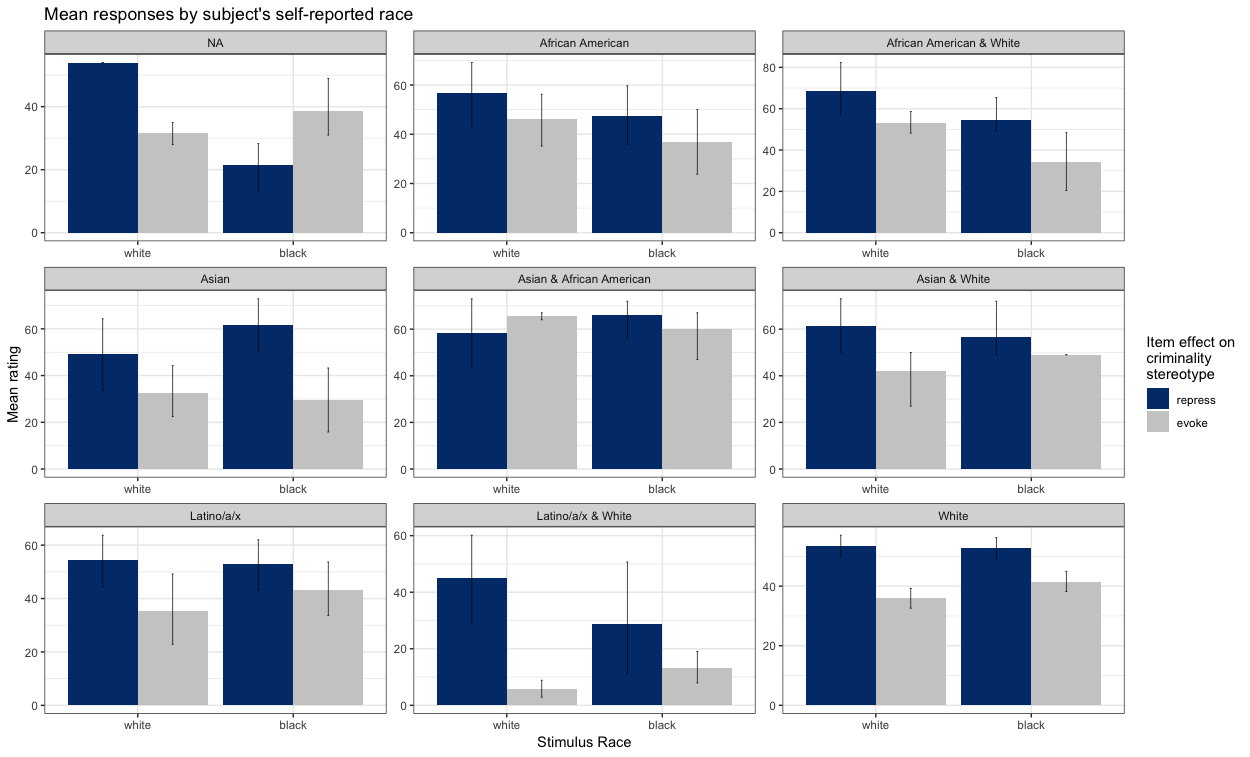 Mean responses by subject's self-reported race
NA
African American
African American & White
40
20
0
60
40
20
0
80
60
40
20
0
white
black
white
black
white
black
Asian
Asian & African American
Asian & White
60
40
20
0
60
40
20
0
60
40
20
0
white
black
white
black
white
black
Latino/a/x
Latino/a/x & White
White
60
40
20
0
60
40
20
0
40
20
0
white
black
white
black
white
black
Mean rating
Stimulus Race
Item effect on
criminality
stereotype
repress
evoke